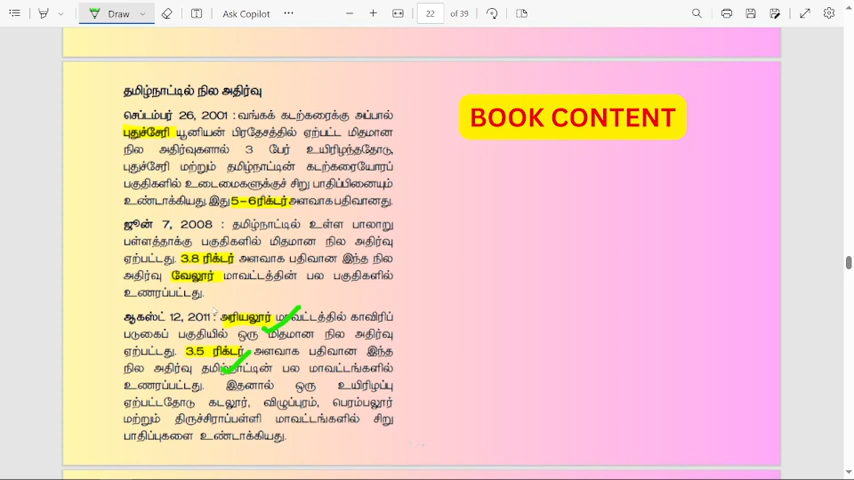 Draw
Ask Copilot
22 of 39
தமிழ்நாட்டில் நில அதிர்வு
BOOK CONTENT
செப்டம்பர் 26, 2001 : வங்கக் கடற்கரைக்கு அப்பால்
புதுச்சேரி யூனியன் பிரதேசத்தில் ஏற்பட்ட மிதமான
நில அதிர்வுகளால் 3 பேர் உயிரிழந்ததோடு,
புதுச்சேரி மற்றும் தமிழ்நாட்டின் கடற்கரையோரப்
பகுதிகளில் உடைமைகளுக்குச் சிறு பாதிப்பினையும்
உண்டாக்கியது. இது 5–6 ரிக்டர் அளவாக பதிவானது.
ஜூன் 7, 2008 : தமிழ்நாட்டில் உள்ள பாலாறு
பள்ளத்தாக்கு பகுதிகளில் மிதமான நில அதிர்வு
ஏற்பட்டது. 3.8 ரிக்டர் அளவாக பதிவான இந்த நில
அதிர்வு வேலூர் மாவட்டத்தின் பல பகுதிகளில்
உணரப்பட்டது.
ஆகஸ்ட் 12, 2011 : அரியலூர் மாவட்டத்தில் காவிரிப்
படுகைப் பகுதியில் ஒரு மிதமான நில அதிர்வு
ஏற்பட்டது. 3.5 ரிக்டர் அளவாக பதிவான இந்த
நில அதிர்வு தமிழ்நாட்டின் பல மாவட்டங்களில்
உணரப்பட்டது. இதனால் ஒரு உயிரிழப்பு
ஏற்பட்டதோடு கடலூர், விழுப்புரம், பெரம்பலூர்
மற்றும் திருச்சிராப்பள்ளி மாவட்டங்களில் சிறு
பாதிப்புகளை உண்டாக்கியது.